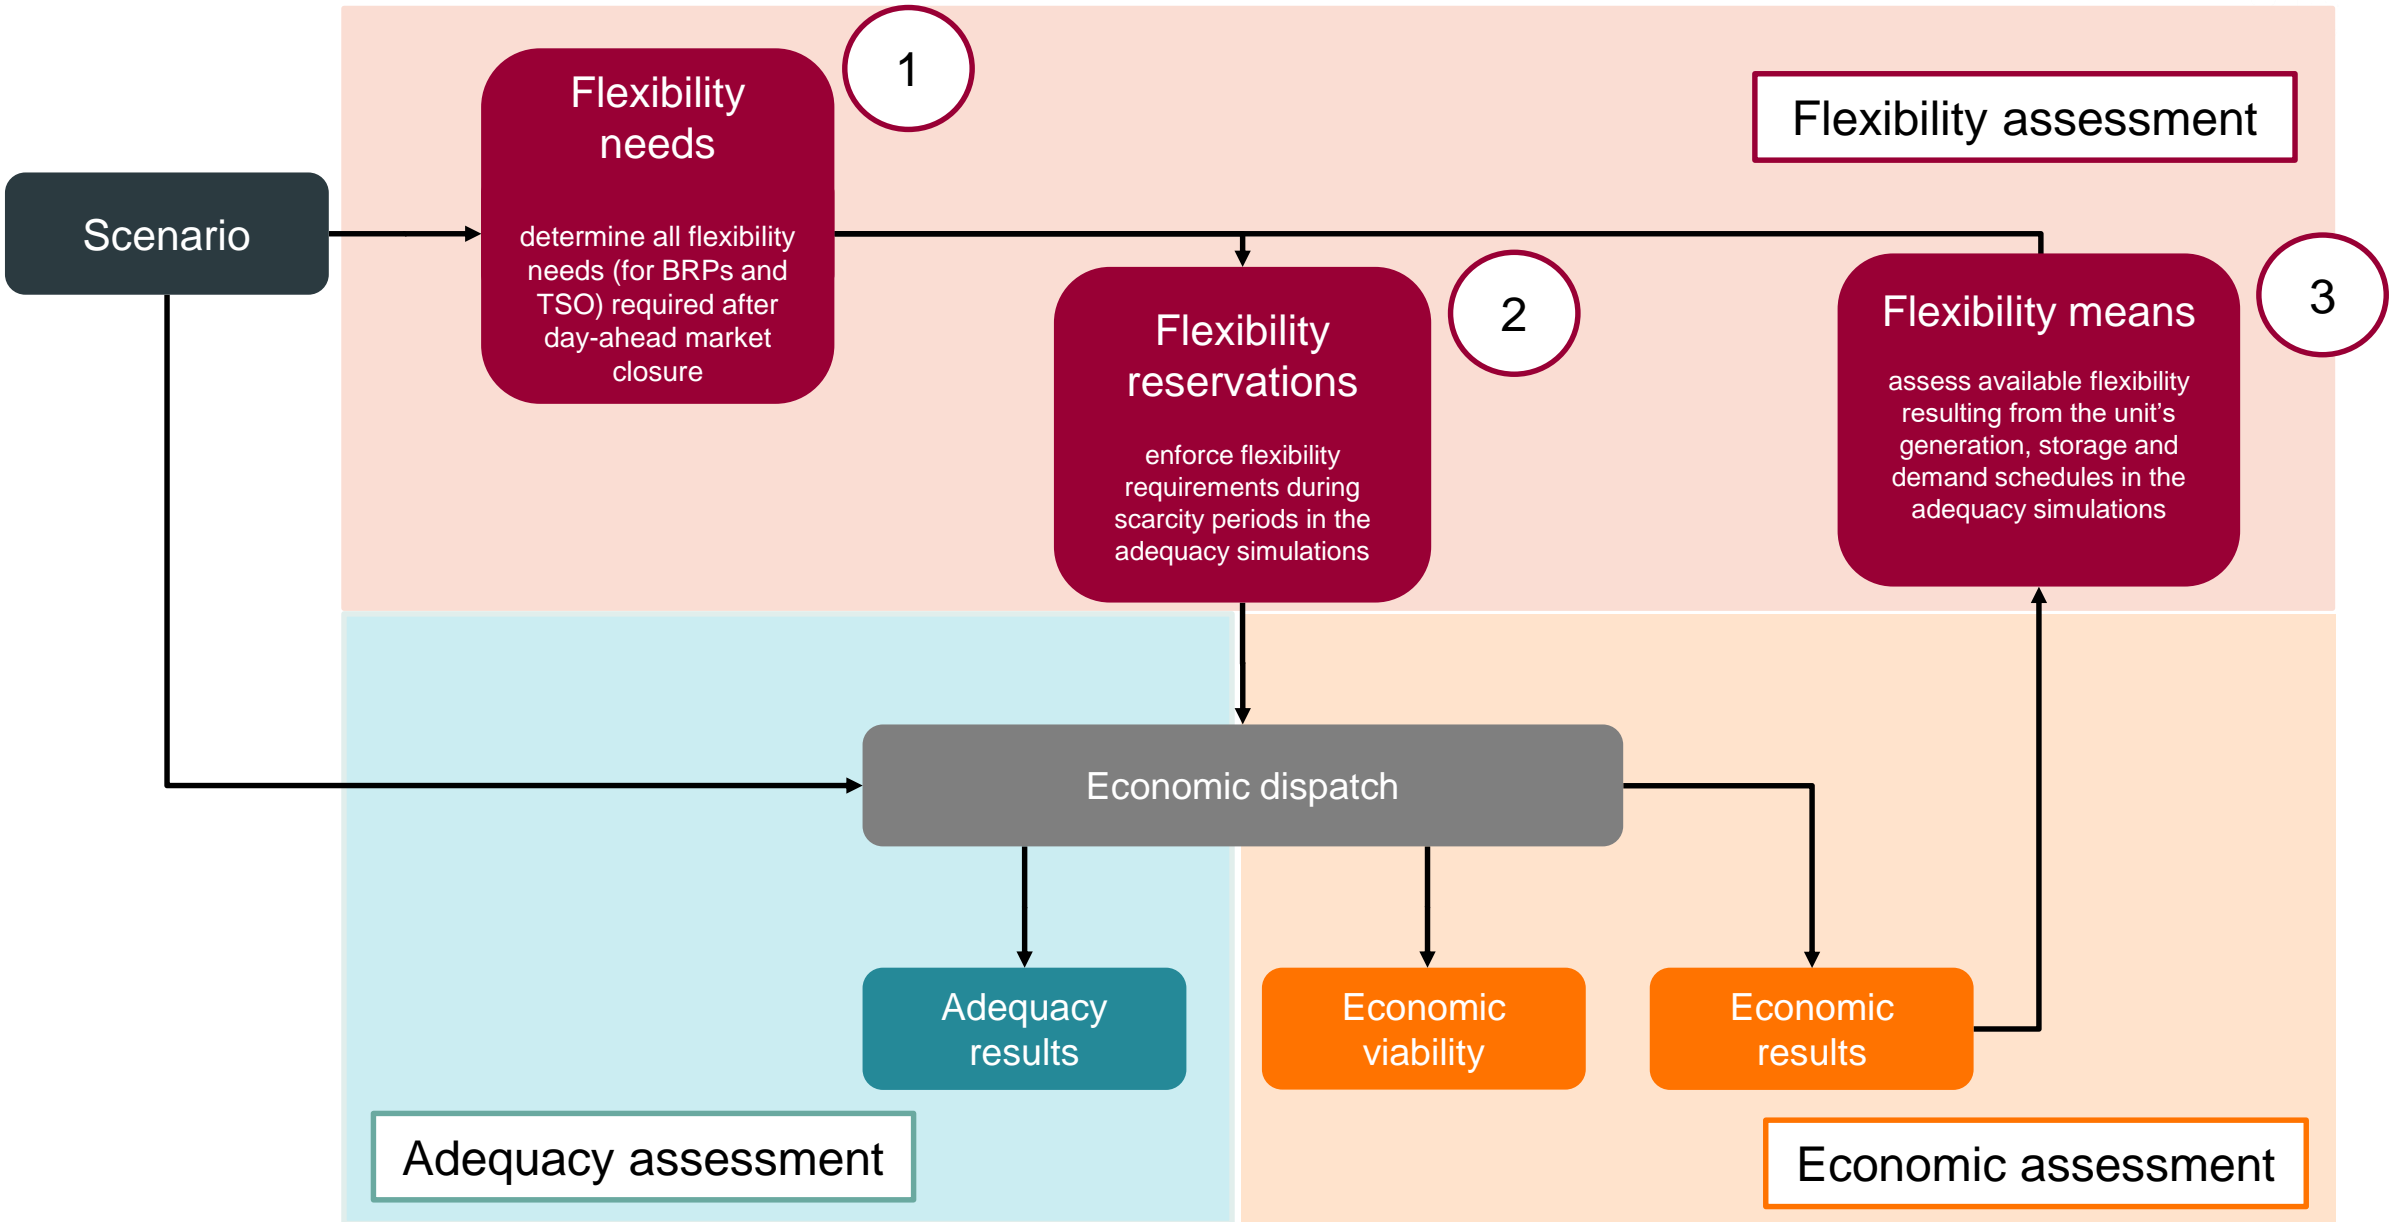 Flexibility
needs
determine all flexibility
needs (for BRPs and
TSO) required after
day-ahead market
closure
1
Flexibility assessment
Scenario
Flexibility
reservations
enforce flexibility
requirements during
scarcity periods in the
adequacy simulations
2
Flexibility means
assess available flexibility
resulting from the unit’s
generation, storage and
demand schedules in the
adequacy simulations
3
Economic dispatch
Adequacy
results
Economic
viability
Economic
results
Adequacy assessment
Economic assessment